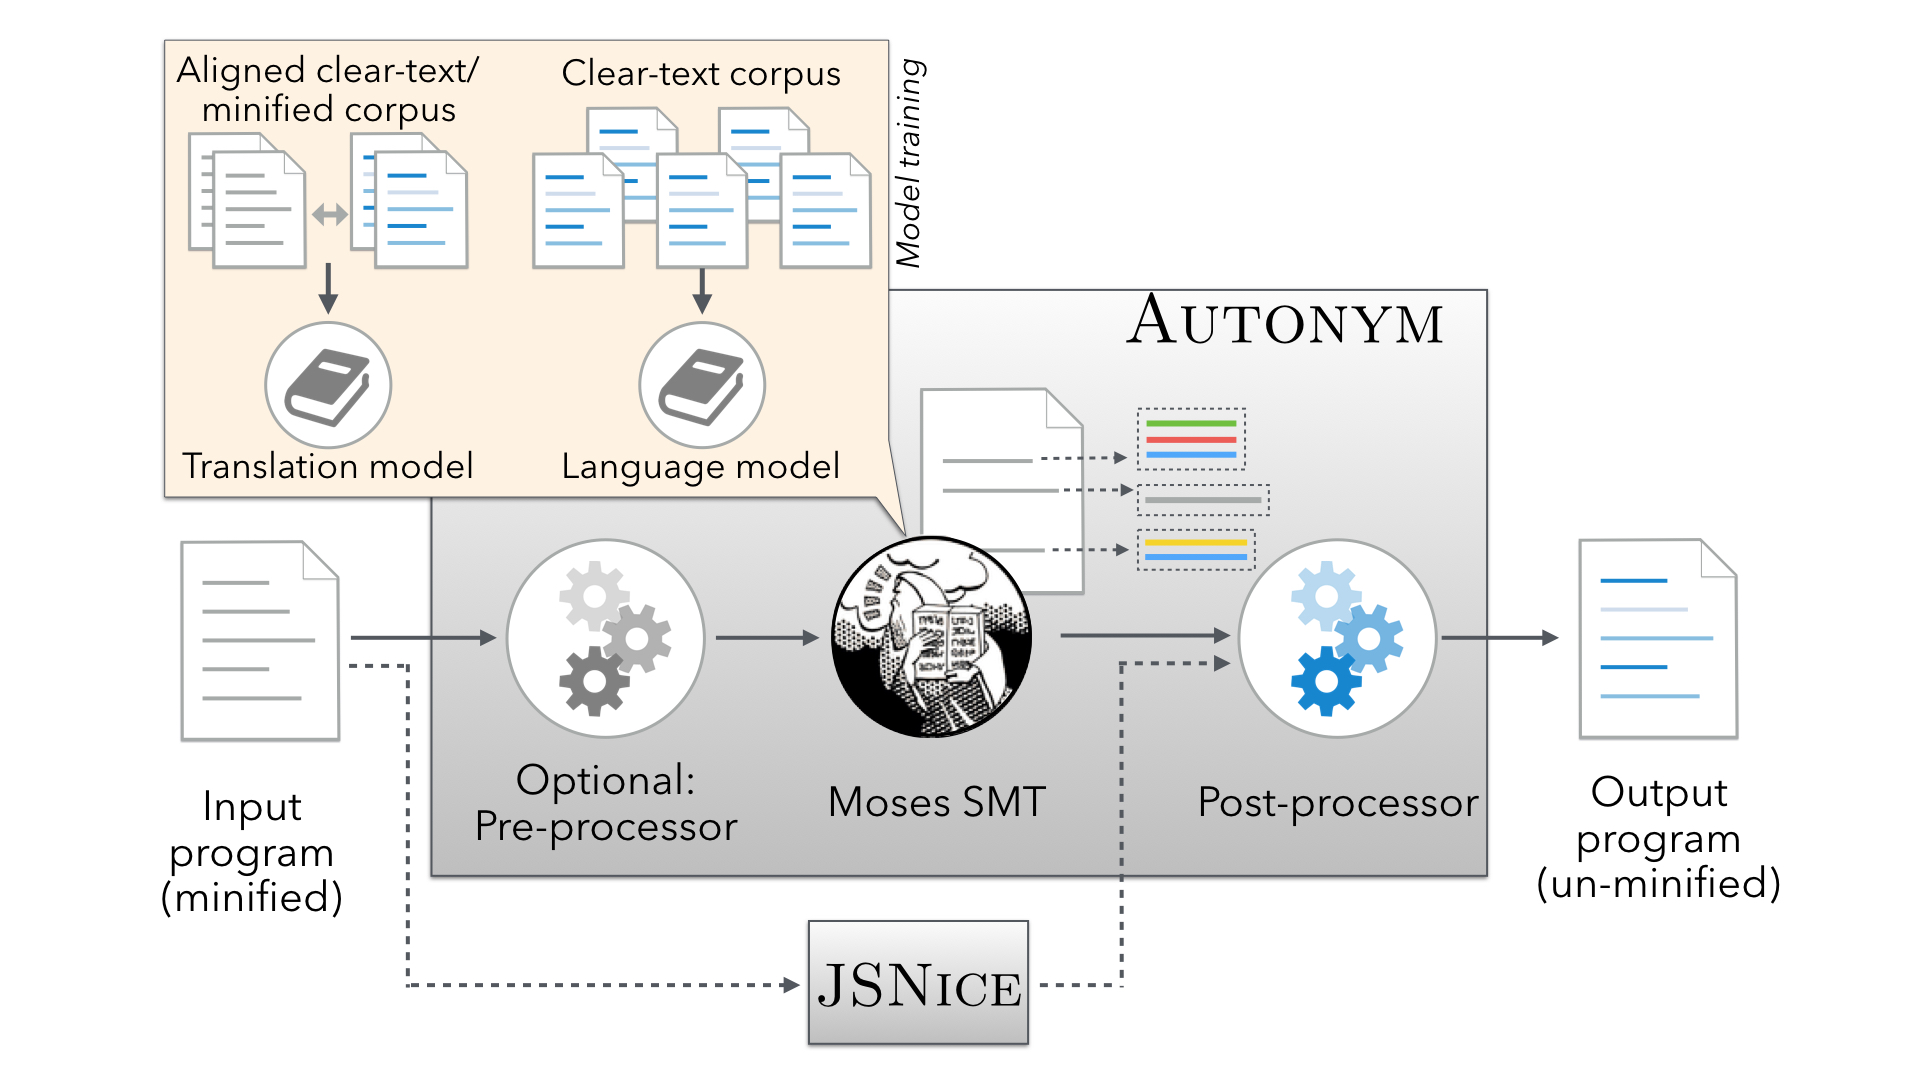 Aligned clear-text/
minified corpus
Clear-text corpus
Model training
Translation model
Language model
AUTONYM
Input
program
(minified)
Optional:
Pre-processor
Moses SMT
Post-processor
Output
program
(un-minified)
JSNICE